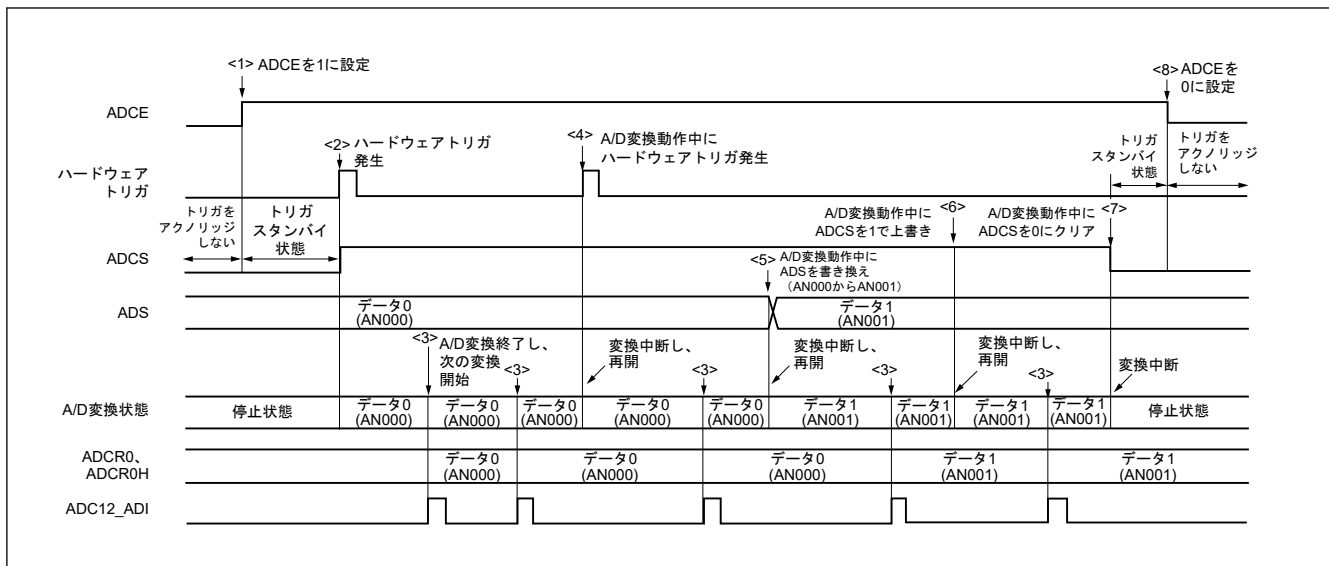 <1> ADCEを1に設定
<8> ADCEを
0に設定
ADCE
<2> ハードウェアトリガ
発生
<4> A/D変換動作中に
ハードウェアトリガ発生
トリガ
スタンバイ
状態
トリガを
アクノリッジ
しない
ハードウェア
トリガ
トリガを
アクノリッジ
しない
トリガ
スタンバイ
状態
A/D変換動作中に
ADCSを1で上書き
<6>
A/D変換動作中に
ADCSを0にクリア
<7>
ADCS
<5> A/D変換動作中に
ADSを書き換え
(AN000からAN001)
ADS
データ0
(AN000)
データ1
(AN001)
<3> A/D変換終了し、
次の変換
開始
<3>
変換中断し、
再開
<3>
変換中断し、
再開
<3>
変換中断し、
再開
<3>
変換中断
A/D変換状態
停止状態
データ0
(AN000)
データ0
(AN000)
データ0
(AN000)
データ0
(AN000)
データ0
(AN000)
データ1
(AN001)
データ1
(AN001)
データ1
(AN001)
データ1
(AN001)
停止状態
ADCR0、
ADCR0H
データ0
(AN000)
データ0
(AN000)
データ0
(AN000)
データ1
(AN001)
データ1
(AN001)
ADC12_ADI